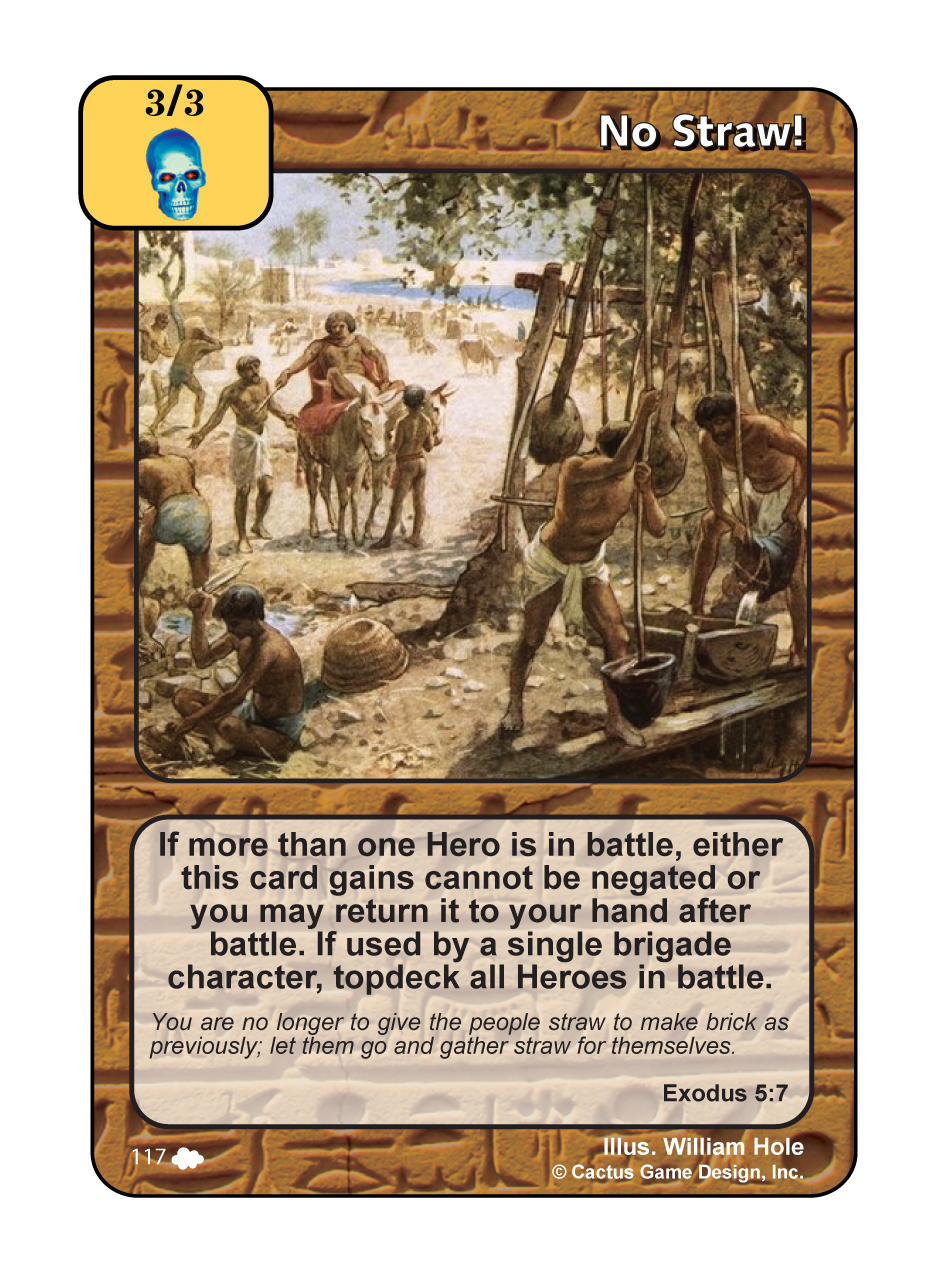 3/3
No Straw!
If more than one Hero is in battle, either
this card gains cannot be negated or
you may return it to your hand after
battle. If used by a single brigade
character, topdeck all Heroes in battle.
You are no longer to give the people straw to make brick as
previously; let them go and gather straw for themselves.
Exodus 5:7
117
Illus. William Hole
© Cactus Game Design, Inc.